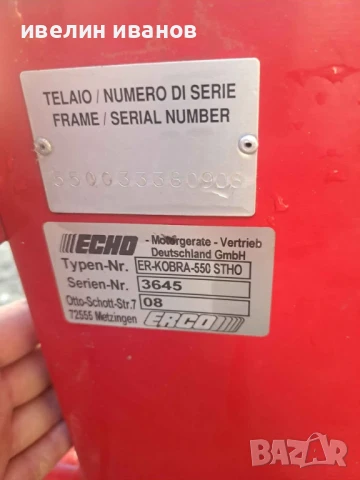 ивелин иванов
TELAIO / NUMERO DI SERIE
FRAME / SERIAL NUMBER
ECHO - Motorgerate - Vertrieb
Deutschland GmbH
Typen-Nr. ER-KOBRA-550 STHO
Serien-Nr. 3645
Otto-Schott-Str.7 08
72555 Metzingen ERCO
BAZAR